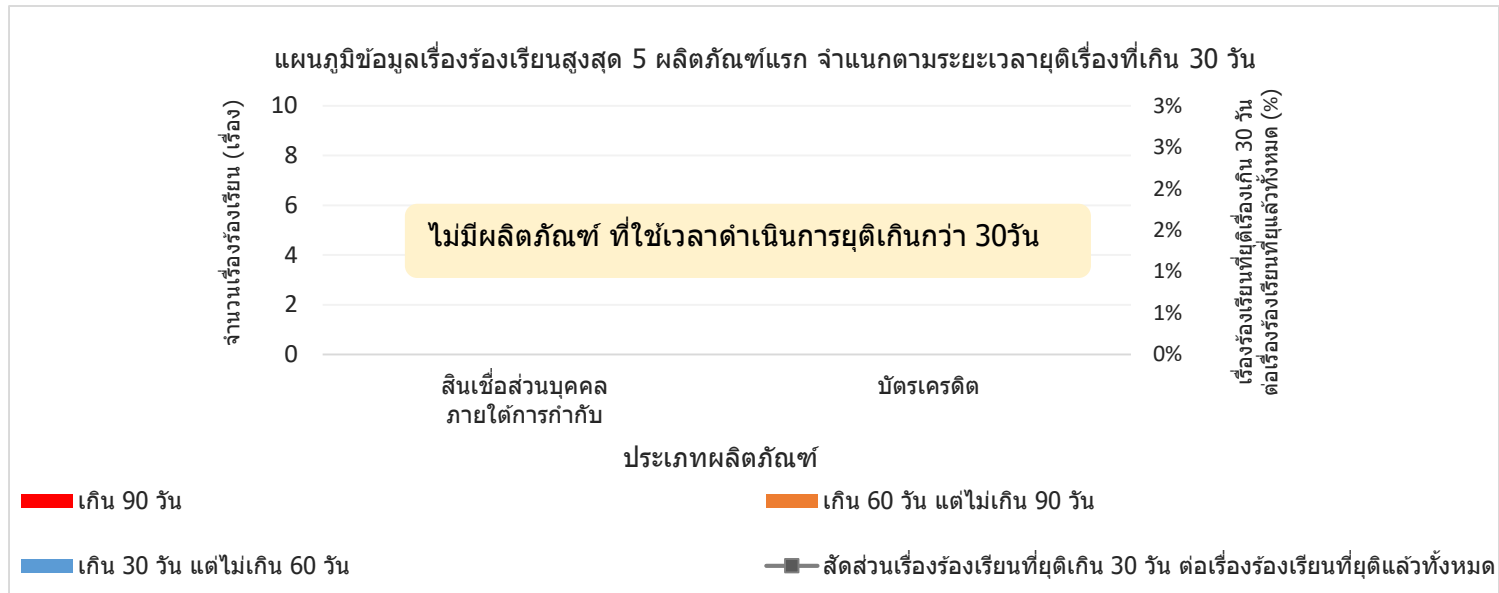 แผนภูมิข้อมูลเรื่องร้องเรียนสูงสุด 5 ผลิตภัณฑ์แรก จำแนกตามระยะเวลายุติเรื่องที่เกิน 30 วัน
จำนวนเรื่องร้องเรียน (เรื่อง)
10
8
6
4
2
0
ไม่มีผลิตภัณฑ์ ที่ใช้เวลาดำเนินการยุติเกินกว่า 30วัน
3%
3%
2%
2%
1%
1%
0%
เรื่องร้องเรียนที่ยุติเรื่องเกิน 30 วัน
ต่อเรื่องร้องเรียนที่ยุแล้วทั้งหมด (%)
สินเชื่อส่วนบุคคล
ภายใต้การกำกับ
บัตรเครดิต
ประเภทผลิตภัณฑ์
เกิน 90 วัน
เกิน 60 วัน แต่ไม่เกิน 90 วัน
เกิน 30 วัน แต่ไม่เกิน 60 วัน
สัดส่วนเรื่องร้องเรียนที่ยุติเกิน 30 วัน ต่อเรื่องร้องเรียนที่ยุติแล้วทั้งหมด